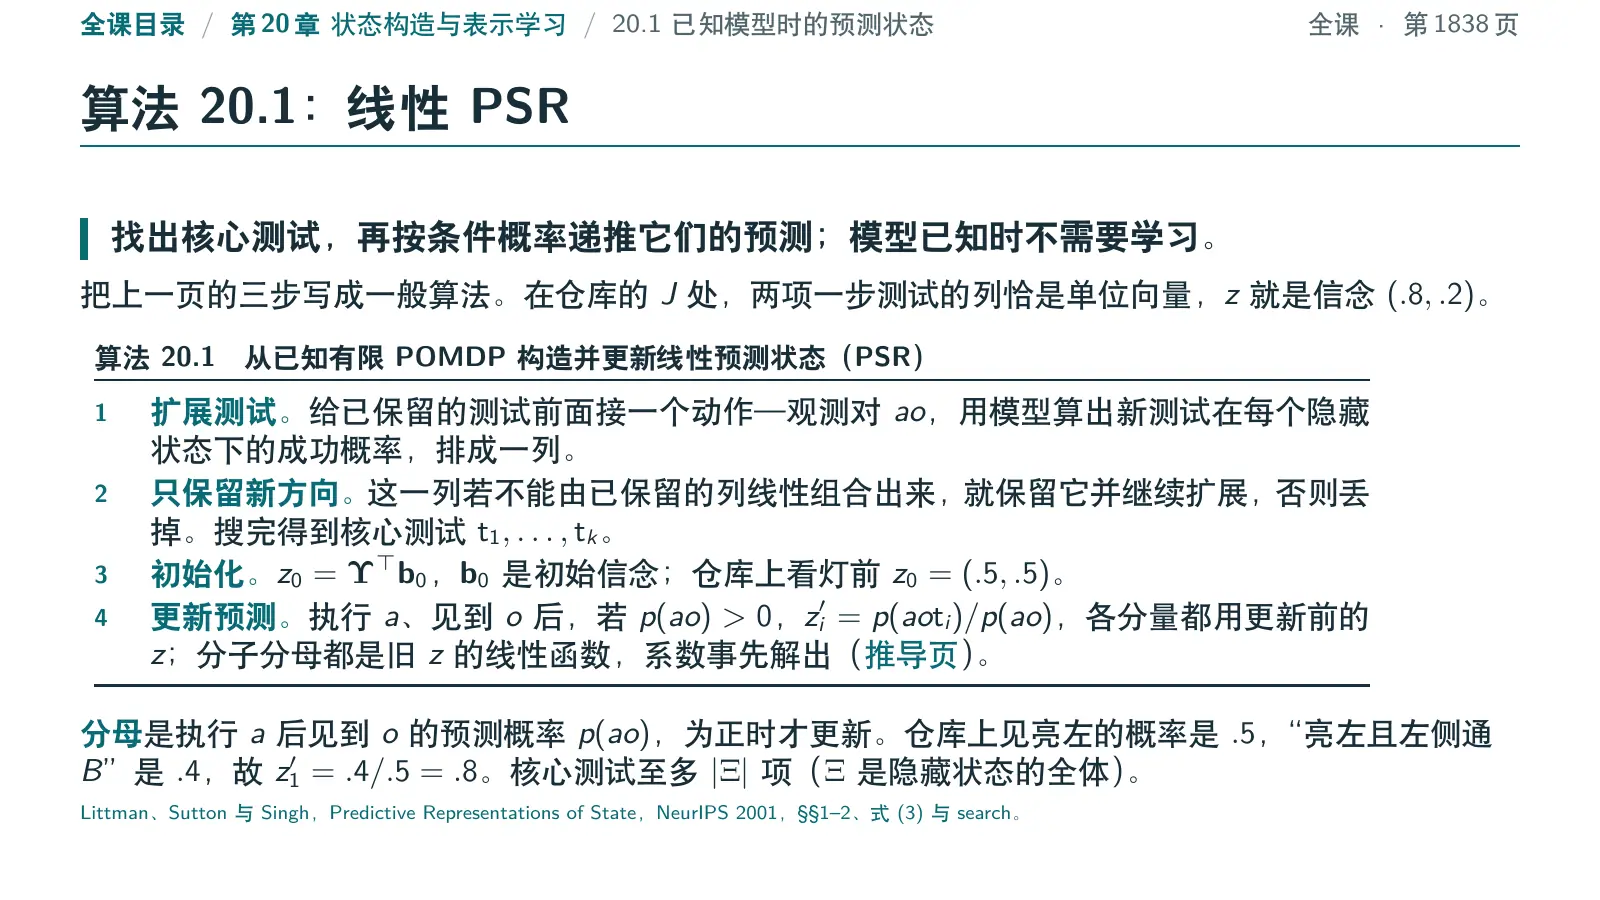 全课目录 / 第 20 章 状态构造与表示学习 / 20.1 已知模型时的预测状态
全课 · 第 1838 页
算法 20.1：线性 PSR
找出核心测试，再按条件概率递推它们的预测；模型已知时不需要学习。
把上一页的三步写成一般算法。在仓库的 J 处，两项一步测试的列恰是单位向量，z 就是信念 (.8, .2)。
算法 20.1 从已知有限 POMDP 构造并更新线性预测状态（PSR）
1 扩展测试。给已保留的测试前面接一个动作—观测对 ao，用模型算出新测试在每个隐藏
状态下的成功概率，排成一列。
2 只保留新方向。这一列若不能由已保留的列线性组合出来，就保留它并继续扩展，否则丢
掉。搜完得到核心测试 t₁, . . . , tₖ。
3 初始化。z₀ = ϒ⊤b₀，b₀ 是初始信念；仓库上看灯前 z₀ = (.5, .5)。
4 更新预测。执行 a、见到 o 后，若 p(ao) > 0，z′ᵢ = p(aotᵢ)/p(ao)，各分量都用更新前的
z；分子分母都是旧 z 的线性函数，系数事先解出（推导页）。
分母是执行 a 后见到 o 的预测概率 p(ao)，为正时才更新。仓库上见亮左的概率是 .5，“亮左且左侧通
B” 是 .4，故 z′₁ = .4/.5 = .8。核心测试至多 |Ξ| 项（Ξ 是隐藏状态的全体）。
Littman、Sutton 与 Singh，Predictive Representations of State，NeurIPS 2001，§§1–2、式 (3) 与 search。